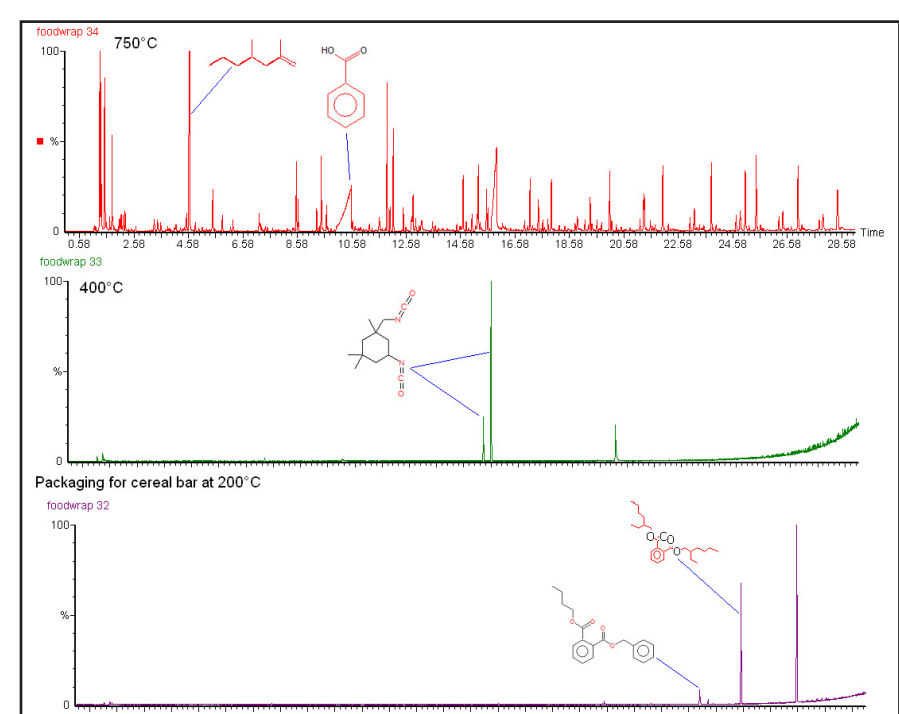 foodwrap 34
750°C
100
%
0
HO
O
0.58 2.58 4.58 6.58 8.58 10.58 12.58 14.58 16.58 18.58 20.58 22.58 24.58 26.58 28.58 Time
foodwrap 33
100
400°C
%
0
N
C
O
N
C
O
Packaging for cereal bar at 200°C
foodwrap 32
100
%
0
O
O
O
O
O
C
O
O